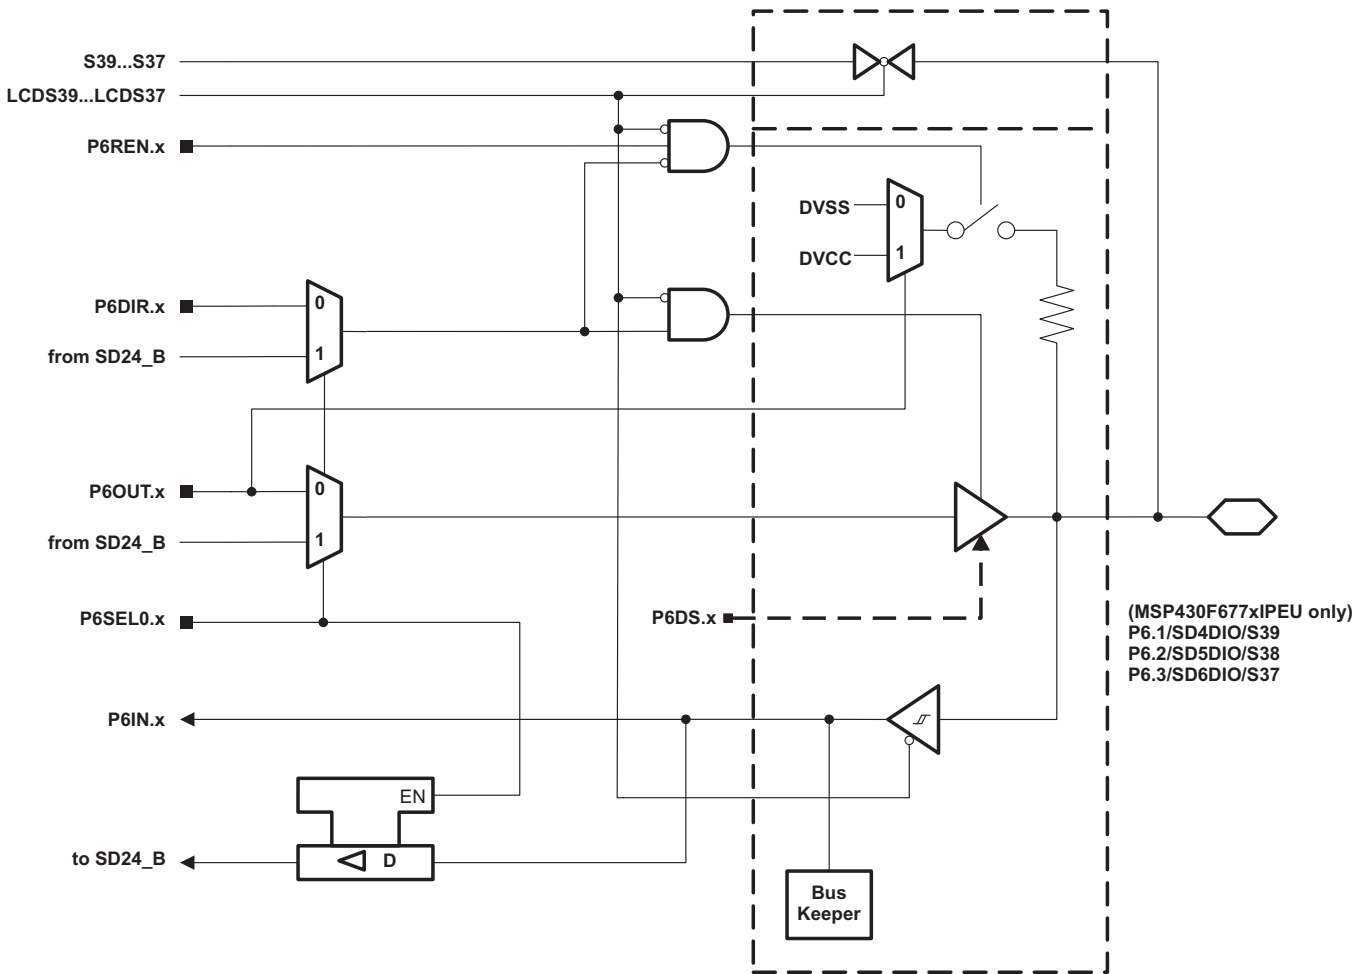 S39...S37
LCDS39...LCDS37
P6REN.x
DVSS
0
DVCC
1
P6DIR.x
0
from SD24_B
1
P6OUT.x
0
from SD24_B
1
P6SEL0.x
P6DS.x
(MSP430F677xIPEU only)
P6.1/SD4DIO/S39
P6.2/SD5DIO/S38
P6.3/SD6DIO/S37
P6IN.x
EN
to SD24_B
D
Bus
Keeper